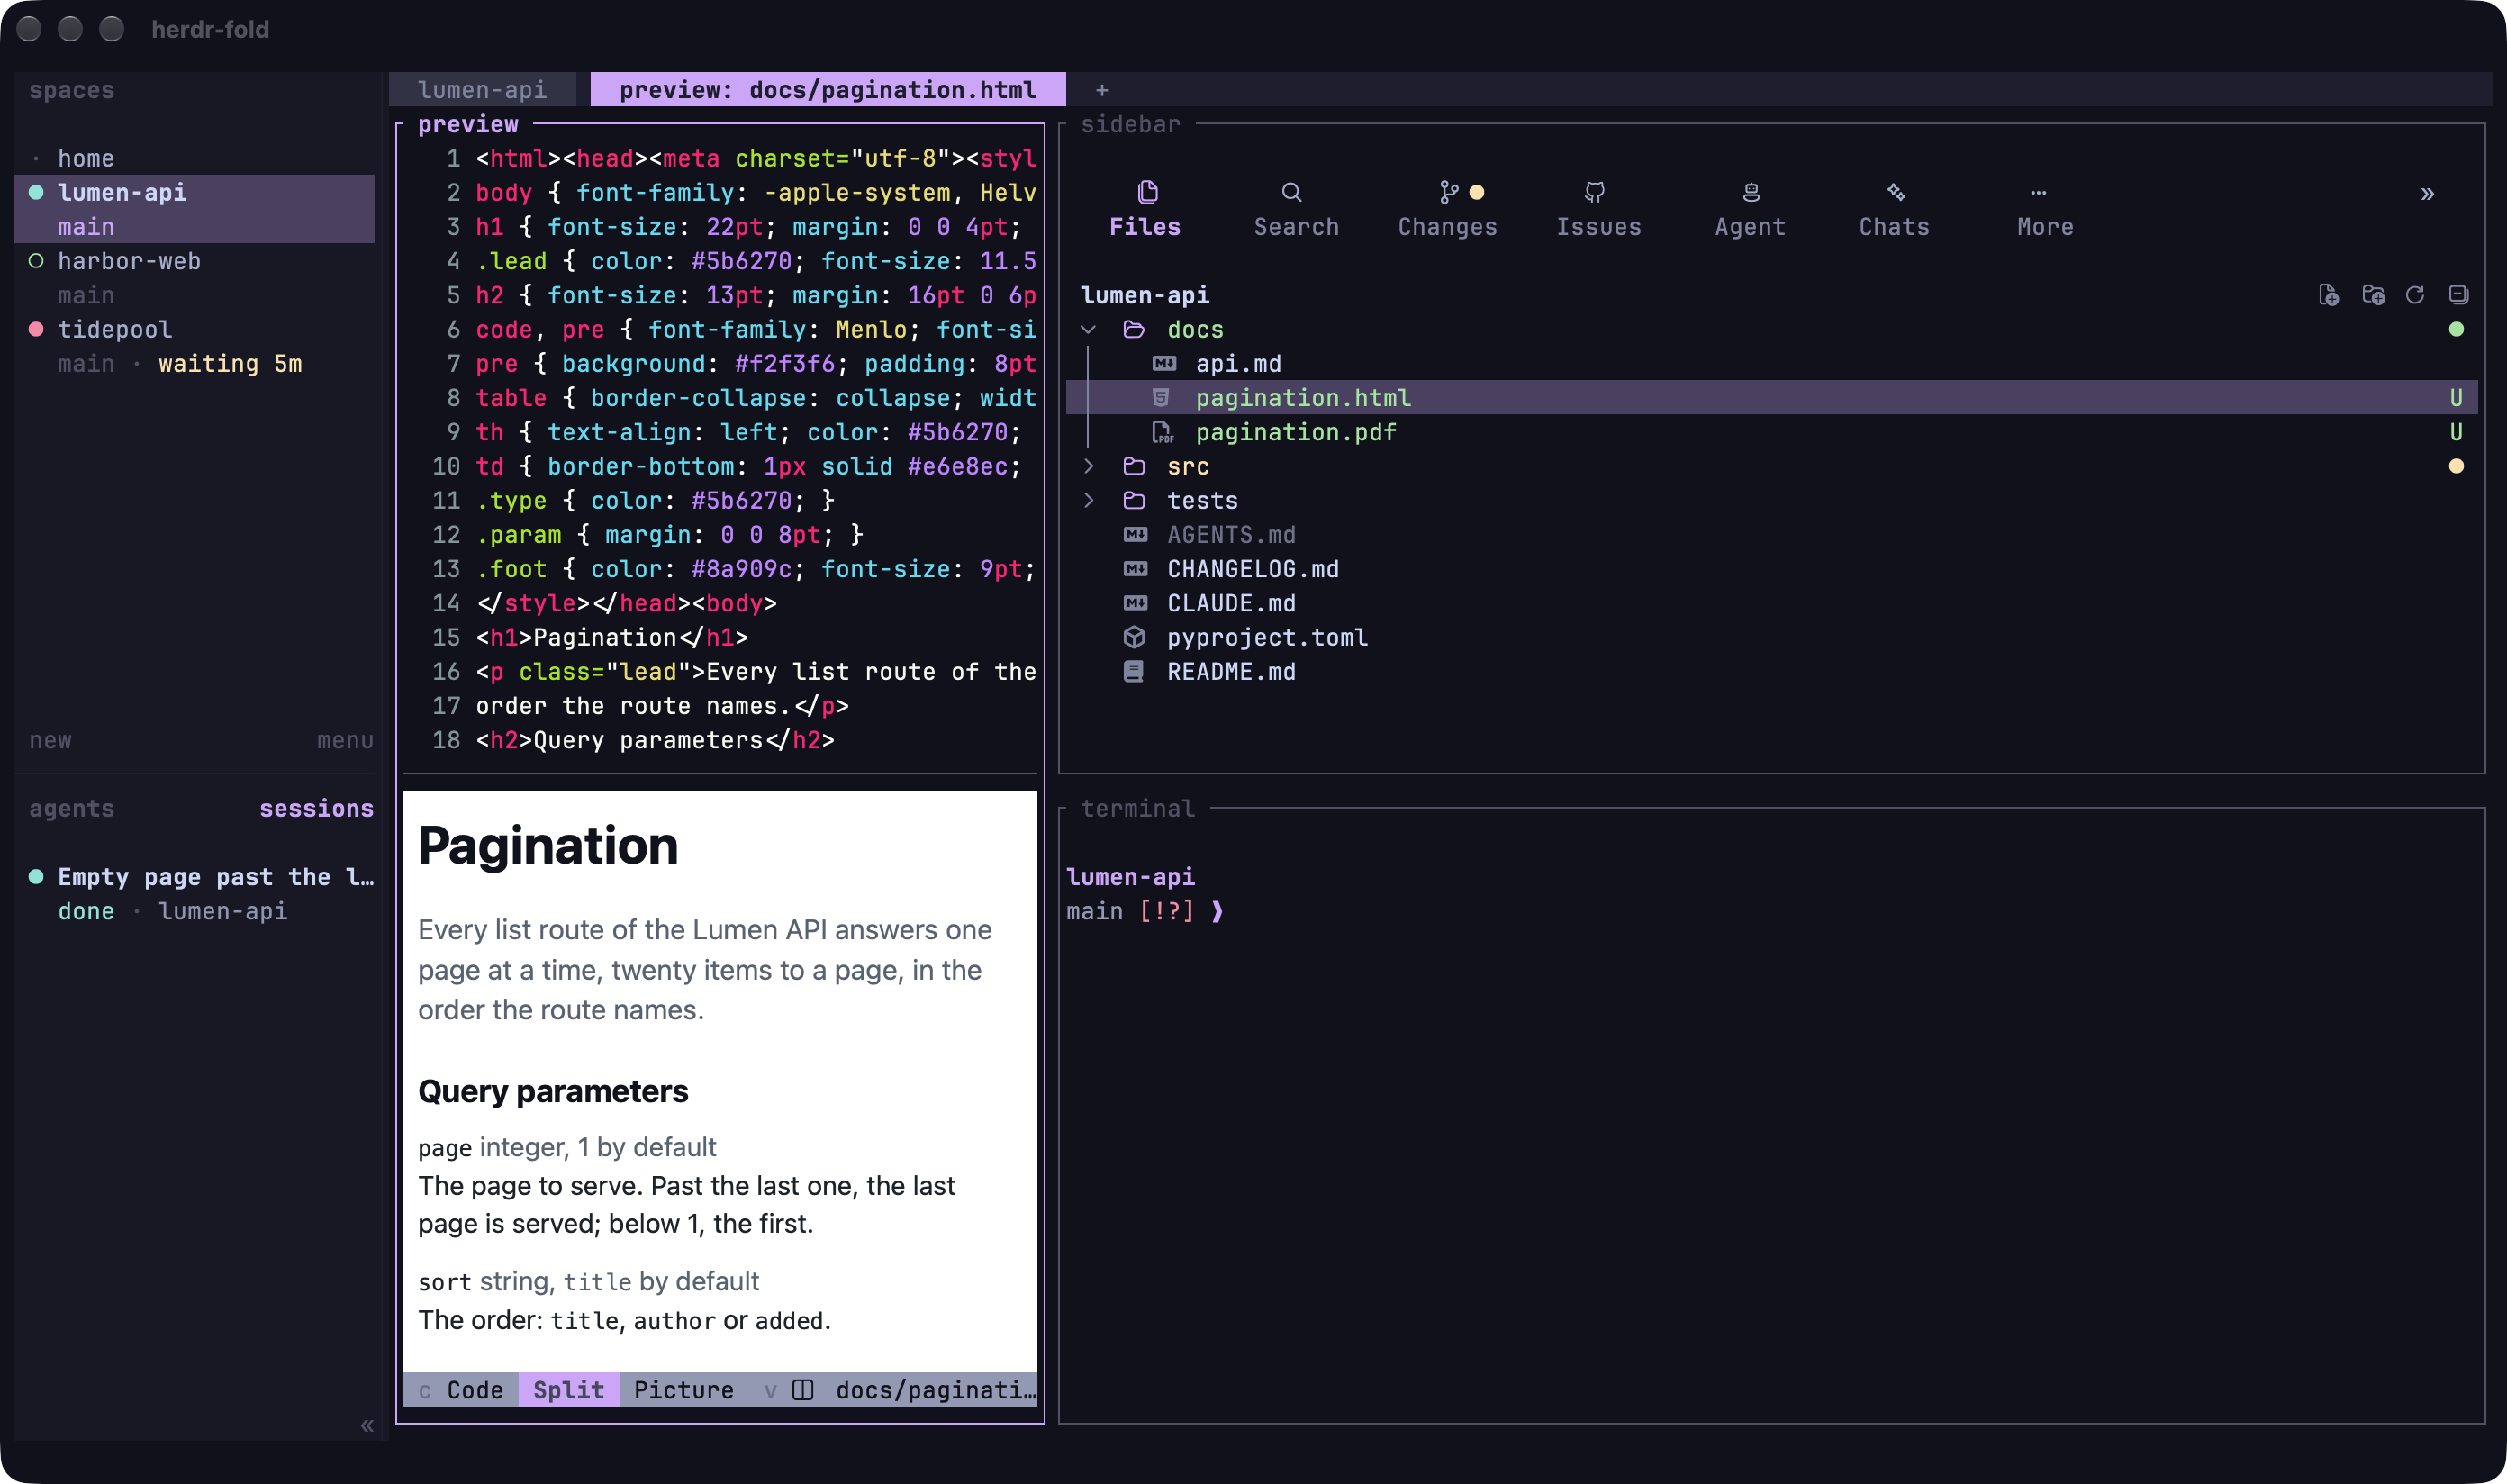 herdr-fold
spaces
· home
lumen-api
main
harbor-web
main
tidepool
main · waiting 5m
new menu
agents sessions
Empty page past the l…
done · lumen-api
«
lumen-api preview: docs/pagination.html +
preview
1 <html><head><meta charset="utf-8"><styl
2 body { font-family: -apple-system, Helv
3 h1 { font-size: 22pt; margin: 0 0 4pt;
4 .lead { color: #5b6270; font-size: 11.5
5 h2 { font-size: 13pt; margin: 16pt 0 6p
6 code, pre { font-family: Menlo; font-si
7 pre { background: #f2f3f6; padding: 8pt
8 table { border-collapse: collapse; widt
9 th { text-align: left; color: #5b6270;
10 td { border-bottom: 1px solid #e6e8ec;
11 .type { color: #5b6270; }
12 .param { margin: 0 0 8pt; }
13 .foot { color: #8a909c; font-size: 9pt;
14 </style></head><body>
15 <h1>Pagination</h1>
16 <p class="lead">Every list route of the
17 order the route names.</p>
18 <h2>Query parameters</h2>
Pagination
Every list route of the Lumen API answers one
page at a time, twenty items to a page, in the
order the route names.
Query parameters
page integer, 1 by default
The page to serve. Past the last one, the last
page is served; below 1, the first.
sort string, title by default
The order: title, author or added.
c Code Split Picture v docs/paginati…
sidebar
Files Search Changes Issues Agent Chats More »
lumen-api
docs
api.md
pagination.html U
pagination.pdf U
src
tests
AGENTS.md
CHANGELOG.md
CLAUDE.md
pyproject.toml
README.md
terminal
lumen-api
main [!?] ❱